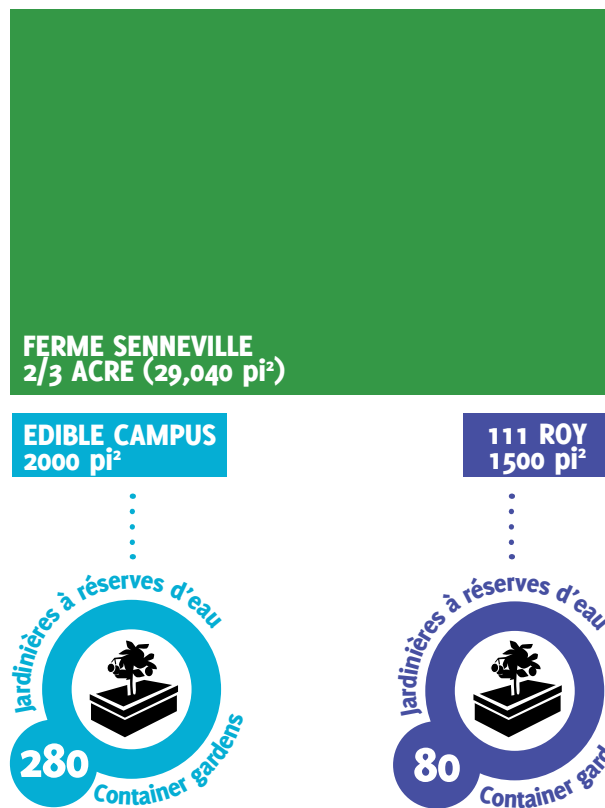 FERME SENNEVILLE
2/3 ACRE (29,040 pi²)
EDIBLE CAMPUS
2000 pi²
111 ROY
1500 pi²
Jardinières à réserves d'eau
280
Container gardens
Jardinières à réserves d'eau
80
Container gard